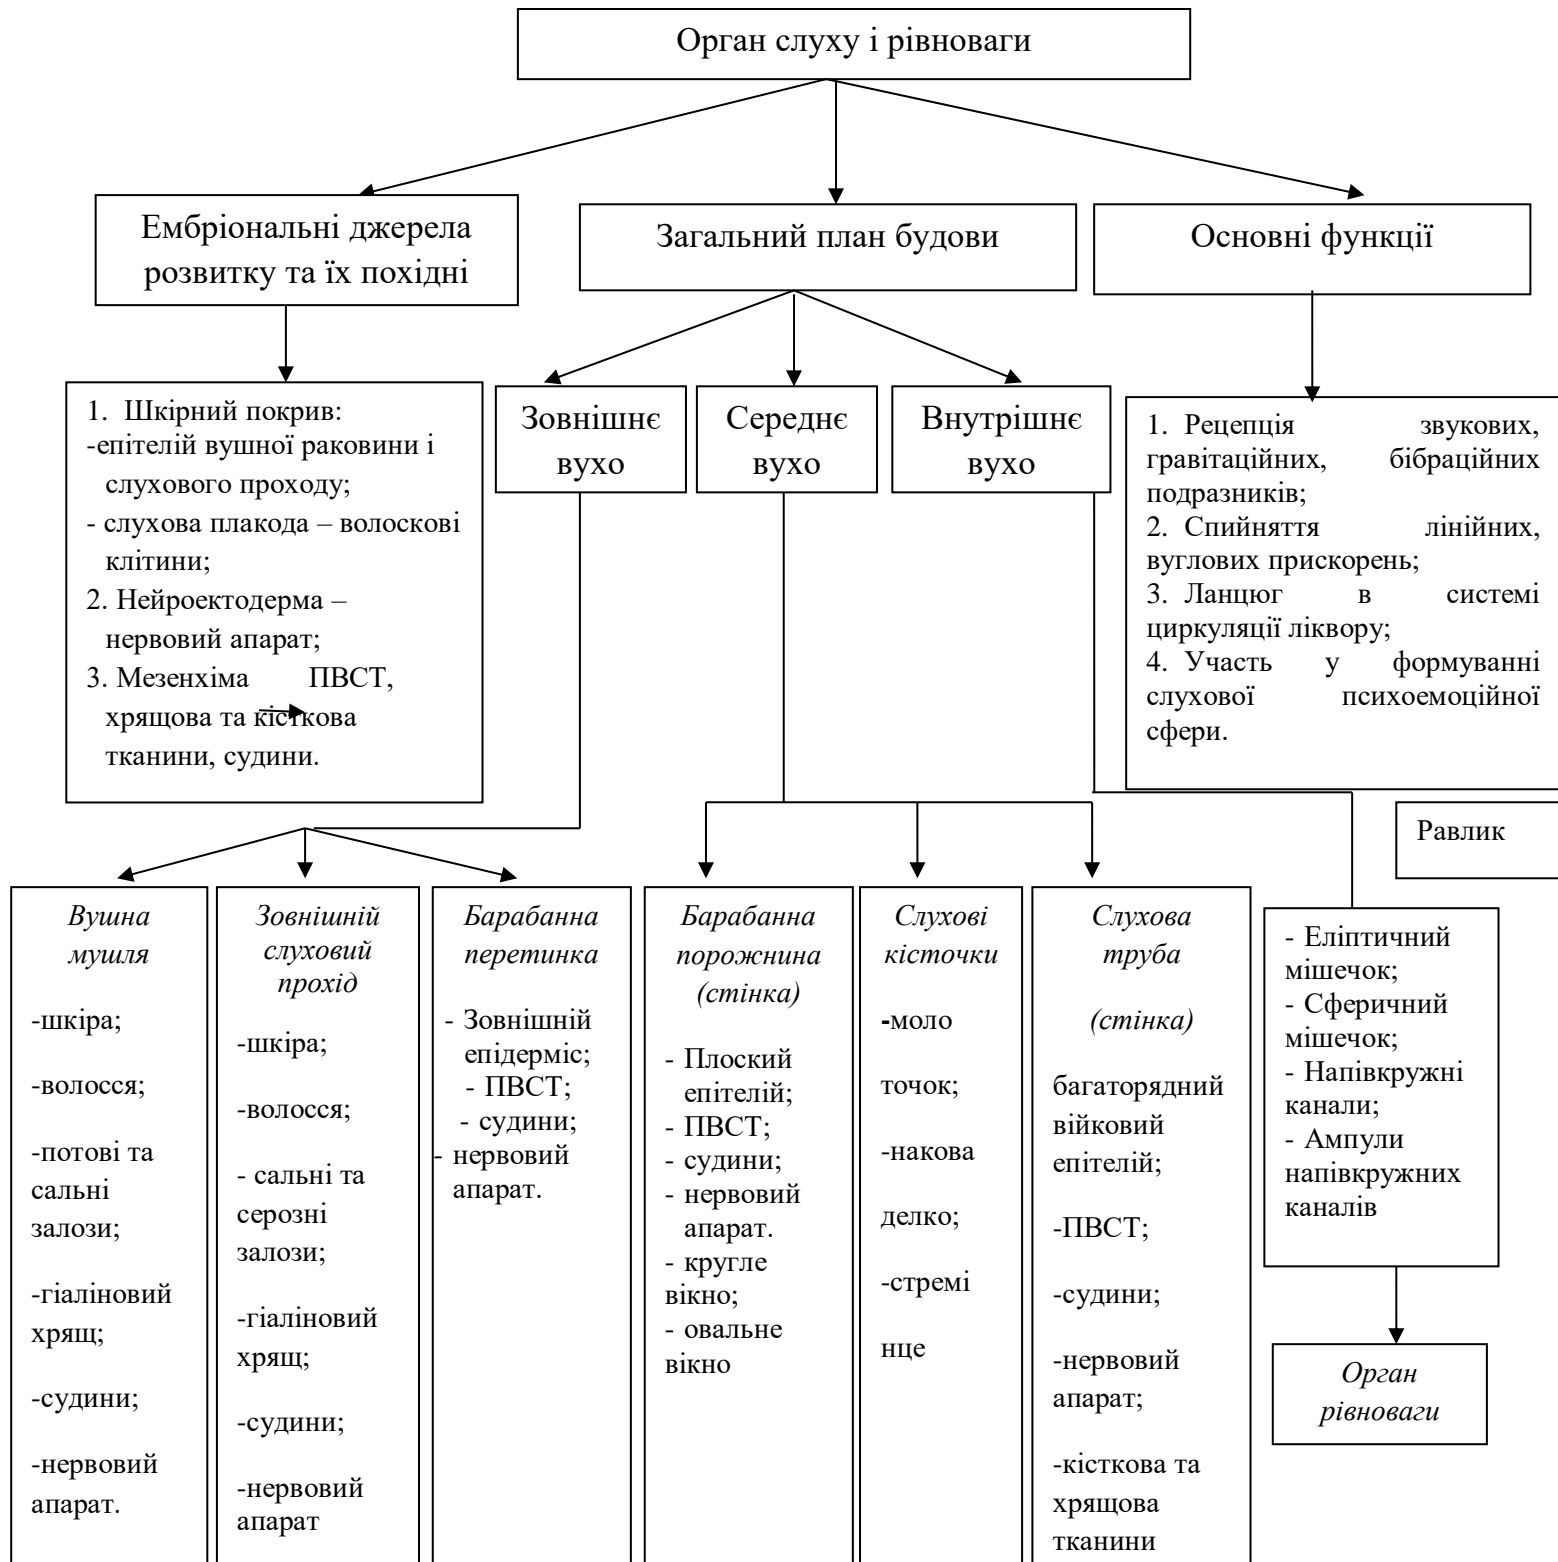 Орган слуху і рівноваги
Ембріональні джерела
розвитку та їх похідні
Загальний план будови
Основні функції
1. Шкірний покрив:
-епітелій вушної раковини і
слухового проходу;
- слухова плакода – волоскові
клітини;
2. Нейроектодерма –
нервовий апарат;
3. Мезенхіма ПВСТ,
хрящова та кісткова
тканини, судини.
Зовнішнє
вухо
Середнє
вухо
Внутрішнє
вухо
1. Рецепція звукових,
гравітаційних, бібраційних
подразників;
2. Спийняття лінійних,
вуглових прискорень;
3. Ланцюг в системі
циркуляції ліквору;
4. Участь у формуванні
слухової психоемоційної
сфери.
Равлик
Вушна
мушля
-шкіра;
-волосся;
-потові та
сальні
залози;
-гіаліновий
хрящ;
-судини;
-нервовий
апарат.
Зовнішній
слуховий
прохід
-шкіра;
-волосся;
- сальні та
серозні
залози;
-гіаліновий
хрящ;
-судини;
-нервовий
апарат
Барабанна
перетинка
- Зовнішній
епідерміс;
- ПВСТ;
- судини;
- нервовий
апарат.
Барабанна
порожнина
(стінка)
- Плоский
епітелій;
- ПВСТ;
- судини;
- нервовий
апарат.
- кругле
вікно;
- овальне
вікно
Слухові
кісточки
-моло
точок;
-накова
делко;
-стремі
нце
Слухова
труба
(стінка)
багаторядний
війковий
епітелій;
-ПВСТ;
-судини;
-нервовий
апарат;
-кісткова та
хрящова
тканини
- Еліптичний
мішечок;
- Сферичний
мішечок;
- Напівкружні
канали;
- Ампули
напівкружних
каналів
Орган
рівноваги